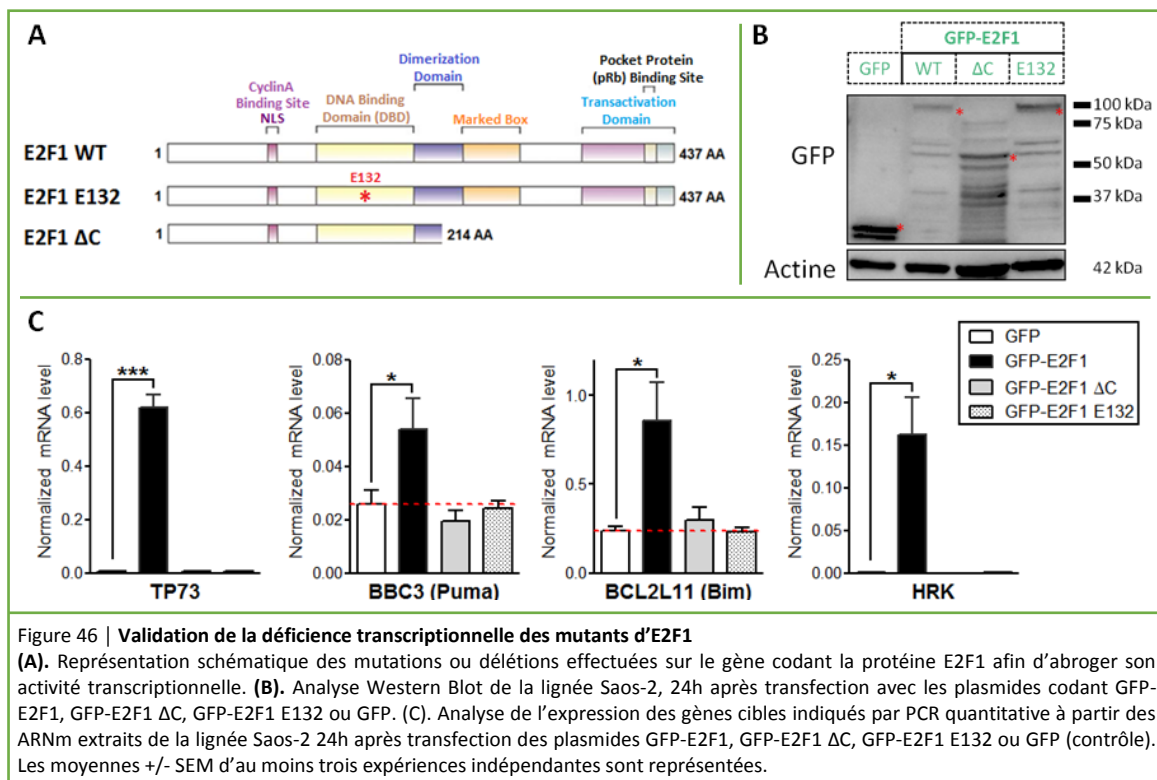 A
Dimerization
Domain
Pocket Protein
(pRb) Binding Site
CyclinA
Binding Site
NLS
DNA Binding
Domain (DBD)
Marked Box
Transactivation
Domain
E2F1 WT
1
437 AA
E132
*
E2F1 E132
1
437 AA
E2F1 ΔC
1
214 AA
B
GFP-E2F1
GFP
WT
ΔC
E132
GFP
* * * *
100 kDa
75 kDa
50 kDa
37 kDa
Actine
42 kDa
C
GFP
GFP-E2F1
GFP-E2F1 ΔC
GFP-E2F1 E132
Normalized mRNA level
0.8
0.6
0.4
0.2
0.0
***
TP73
Normalized mRNA level
0.08
0.06
0.04
0.02
0.00
*
BBC3 (Puma)
Normalized mRNA level
1.0
0.5
0.0
*
BCL2L11 (Bim)
Normalized mRNA level
0.25
0.20
0.15
0.10
0.05
0.00
*
HRK
Figure 46 | Validation de la déficience transcriptionnelle des mutants d’E2F1
(A). Représentation schématique des mutations ou délétions effectuées sur le gène codant la protéine E2F1 afin d’abroger son
activité transcriptionnelle. (B). Analyse Western Blot de la lignée Saos-2, 24h après transfection avec les plasmides codant GFP-
E2F1, GFP-E2F1 ΔC, GFP-E2F1 E132 ou GFP. (C). Analyse de l’expression des gènes cibles indiqués par PCR quantitative à partir des
ARNm extraits de la lignée Saos-2 24h après transfection des plasmides GFP-E2F1, GFP-E2F1 ΔC, GFP-E2F1 E132 ou GFP (contrôle).
Les moyennes +/- SEM d’au moins trois expériences indépendantes sont représentées.